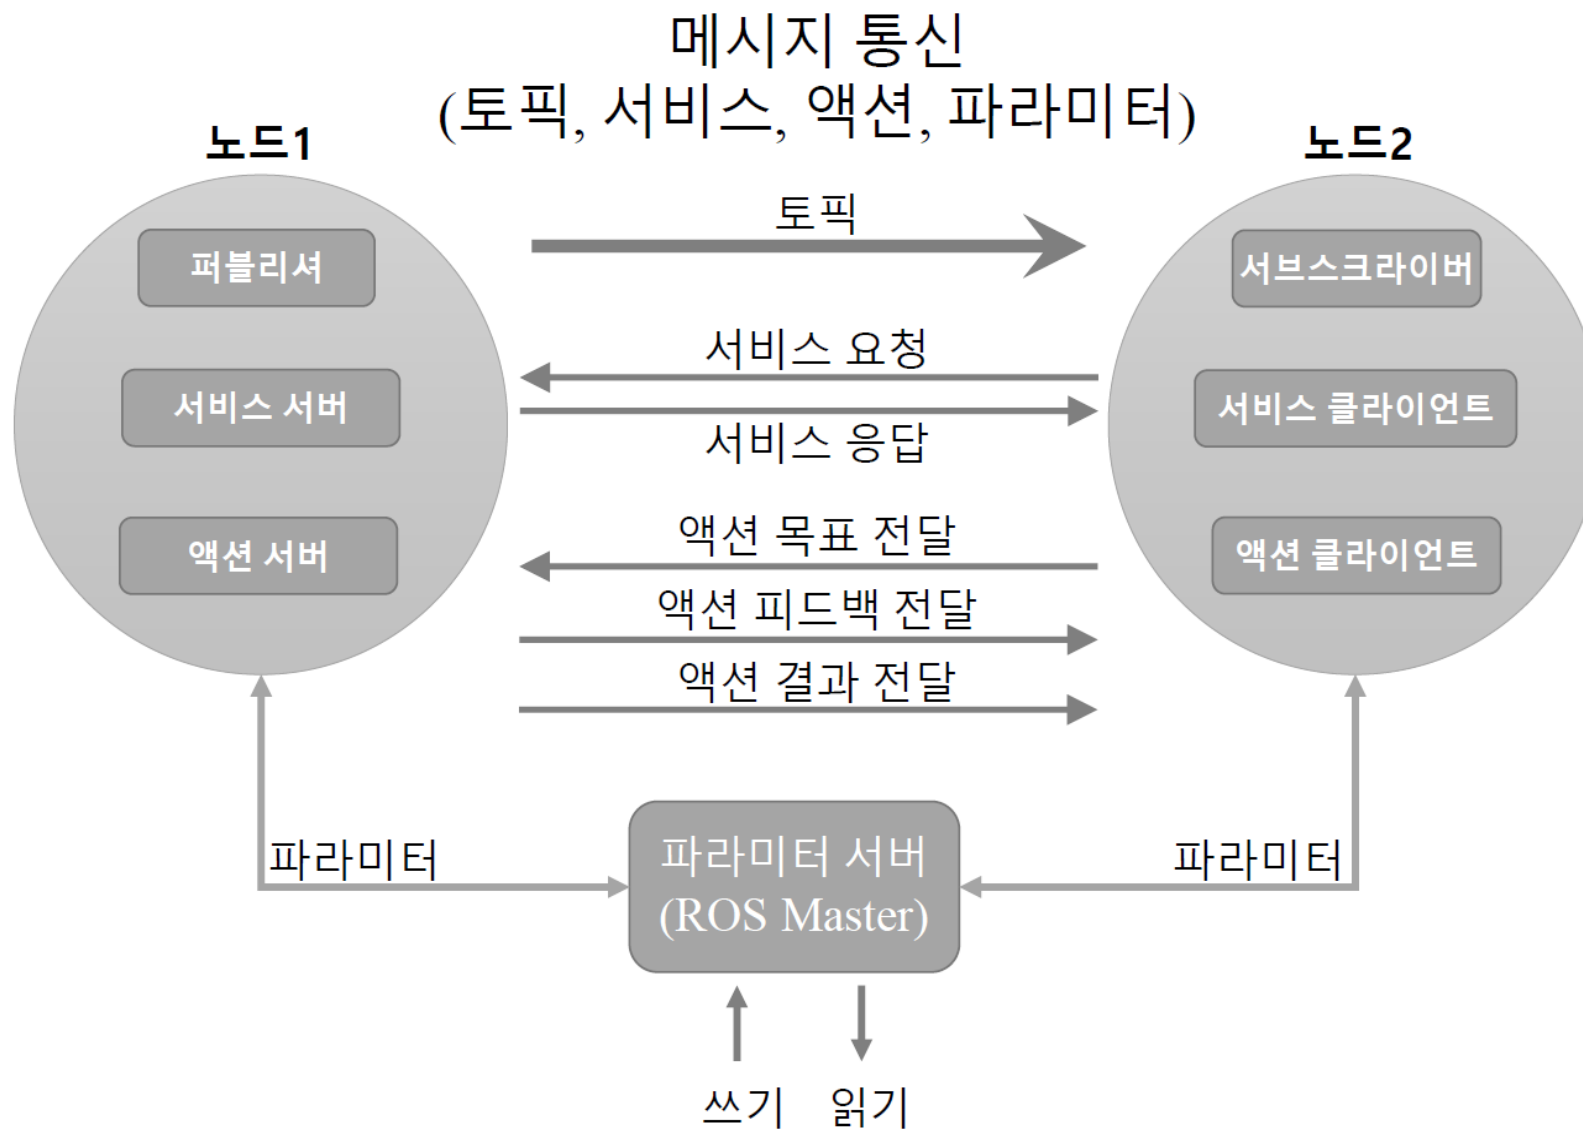 메시지 통신
(토픽, 서비스, 액션, 파라미터)
노드1
노드2
토픽
퍼블리셔
서브스크라이버
서비스 요청
서비스 서버
서비스 클라이언트
서비스 응답
액션 목표 전달
액션 서버
액션 클라이언트
액션 피드백 전달
액션 결과 전달
파라미터
파라미터 서버
(ROS Master)
파라미터
쓰기
읽기